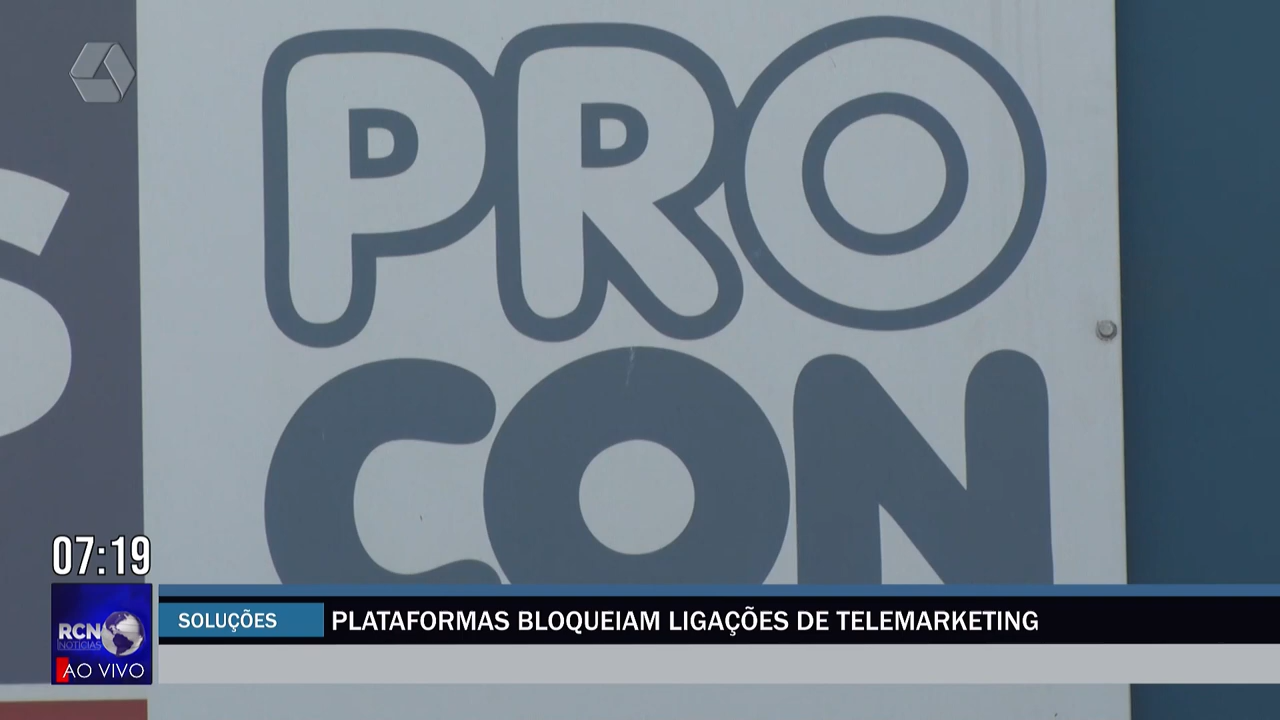 PRO
CON
S
07:19
RCN
NOTÍCIAS
AO VIVO
SOLUÇÕES
PLATAFORMAS BLOQUEIAM LIGAÇÕES DE TELEMARKETING